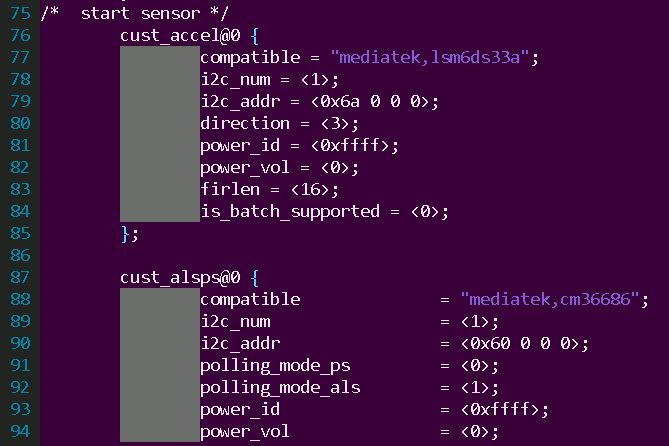 75 /*  start sensor */
76         cust_accel@0 {
77                 compatible = "mediatek,lsm6ds33a";
78                 i2c_num = <1>;
79                 i2c_addr = <0x6a 0 0 0>;
80                 direction = <3>;
81                 power_id = <0xffff>;
82                 power_vol = <0>;
83                 firlen = <16>;
84                 is_batch_supported = <0>;
85         };
86
87         cust_alsps@0 {
88                 compatible              = "mediatek,cm36686";
89                 i2c_num                 = <1>;
90                 i2c_addr                = <0x60 0 0 0>;
91                 polling_mode_ps         = <0>;
92                 polling_mode_als        = <1>;
93                 power_id                = <0xffff>;
94                 power_vol               = <0>;